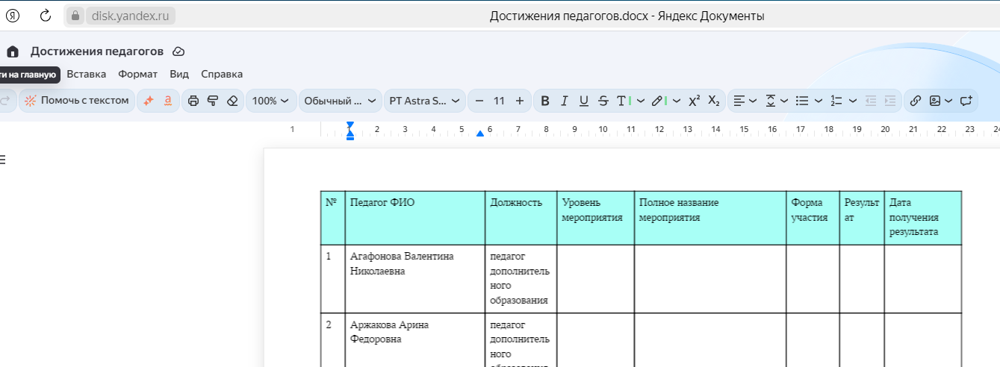 disk.yandex.ru
Достижения педагогов.docx - Яндекс Документы
Достижения педагогов
ти на главную
Вставка Формат Вид Справка
Помочь с текстом а 100% Обычный ... PT Astra S... − 11 + B I U S T X² X₂
1 1 2 3 4 5 6 7 8 9 10 11 12 13 14 15 16 17 18 19 20 21 22 23 24
№ Педагог ФИО Должность Уровень Полное название Форма Результ Дата
мероприятия мероприятия участия ат получения
результата
1 Агафонова Валентина педагог
Николаевна дополнитель
ного
образования
2 Аржакова Арина педагог
Федоровна дополнитель
ного